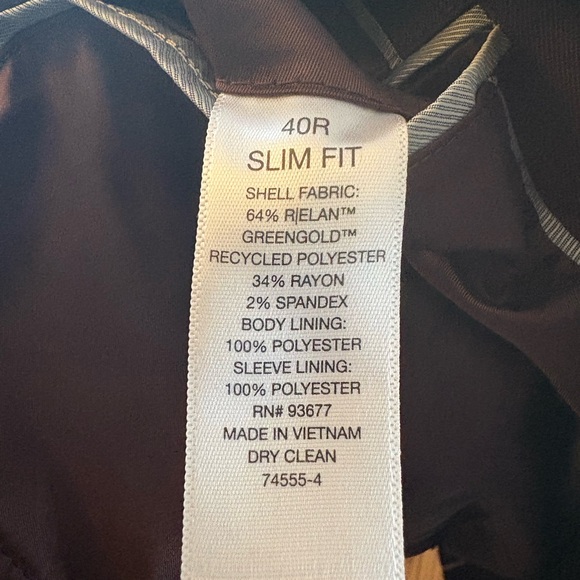 40R
SLIM FIT
SHELL FABRIC:
64% R|ELAN™
GREENGOLD™
RECYCLED POLYESTER
34% RAYON
2% SPANDEX
BODY LINING:
100% POLYESTER
SLEEVE LINING:
100% POLYESTER
RN# 93677
MADE IN VIETNAM
DRY CLEAN
74555-4